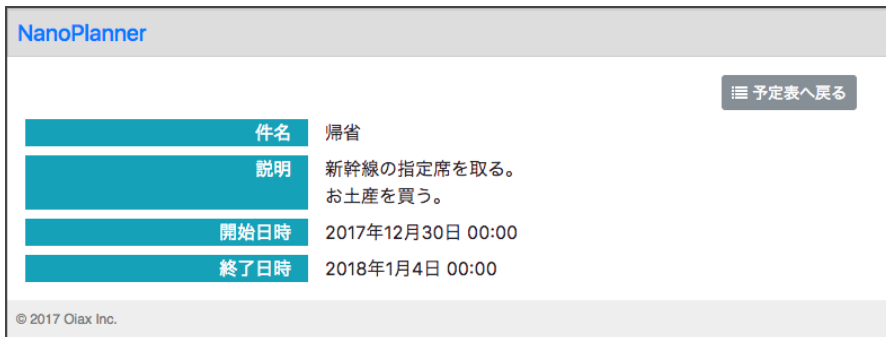 NanoPlanner
予定表へ戻る
件名 帰省
説明 新幹線の指定席を取る。
お土産を買う。
開始日時 2017年12月30日 00:00
終了日時 2018年1月4日 00:00
© 2017 Oiax Inc.